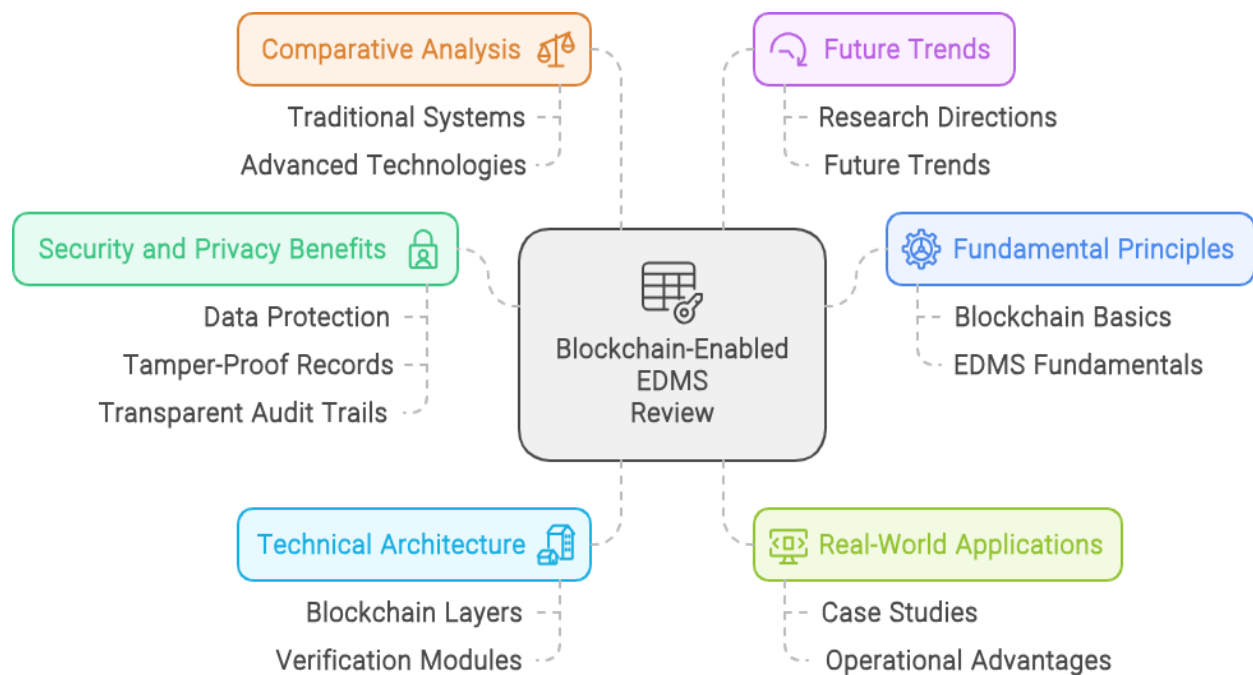 Comparative Analysis
Traditional Systems
Advanced Technologies
Future Trends
Research Directions
Future Trends
Security and Privacy Benefits
Data Protection
Tamper-Proof Records
Transparent Audit Trails
Blockchain-Enabled
EDMS
Review
Fundamental Principles
Blockchain Basics
EDMS Fundamentals
Technical Architecture
Blockchain Layers
Verification Modules
Real-World Applications
Case Studies
Operational Advantages